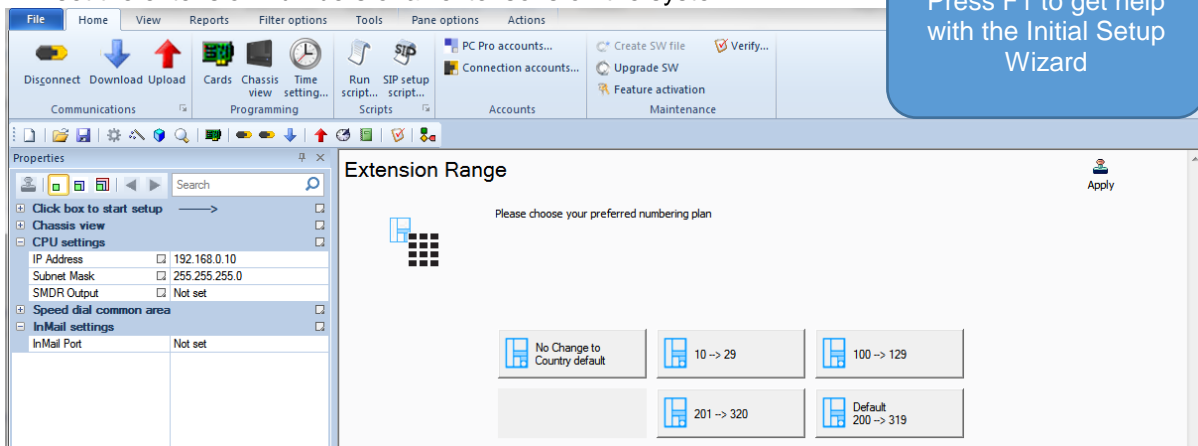 Press F1 to get help
with the Initial Setup
Wizard
File Home View Reports Filter options Tools Pane options Actions
Disconnect Download Upload
Communications
Cards Chassis view Time setting...
Programming
Run script... SIP setup script...
Scripts
PC Pro accounts...
Connection accounts...
Accounts
Create SW file
Upgrade SW
Feature activation
Verify...
Maintenance
Properties
Search
Click box to start setup ----->
Chassis view
CPU settings
IP Address 192.168.0.10
Subnet Mask 255.255.255.0
SMDR Output Not set
Speed dial common area
InMail settings
InMail Port Not set
Extension Range
Apply
Please choose your preferred numbering plan
No Change to
Country default
10 --> 29
100 --> 129
201 --> 320
Default
200 --> 319